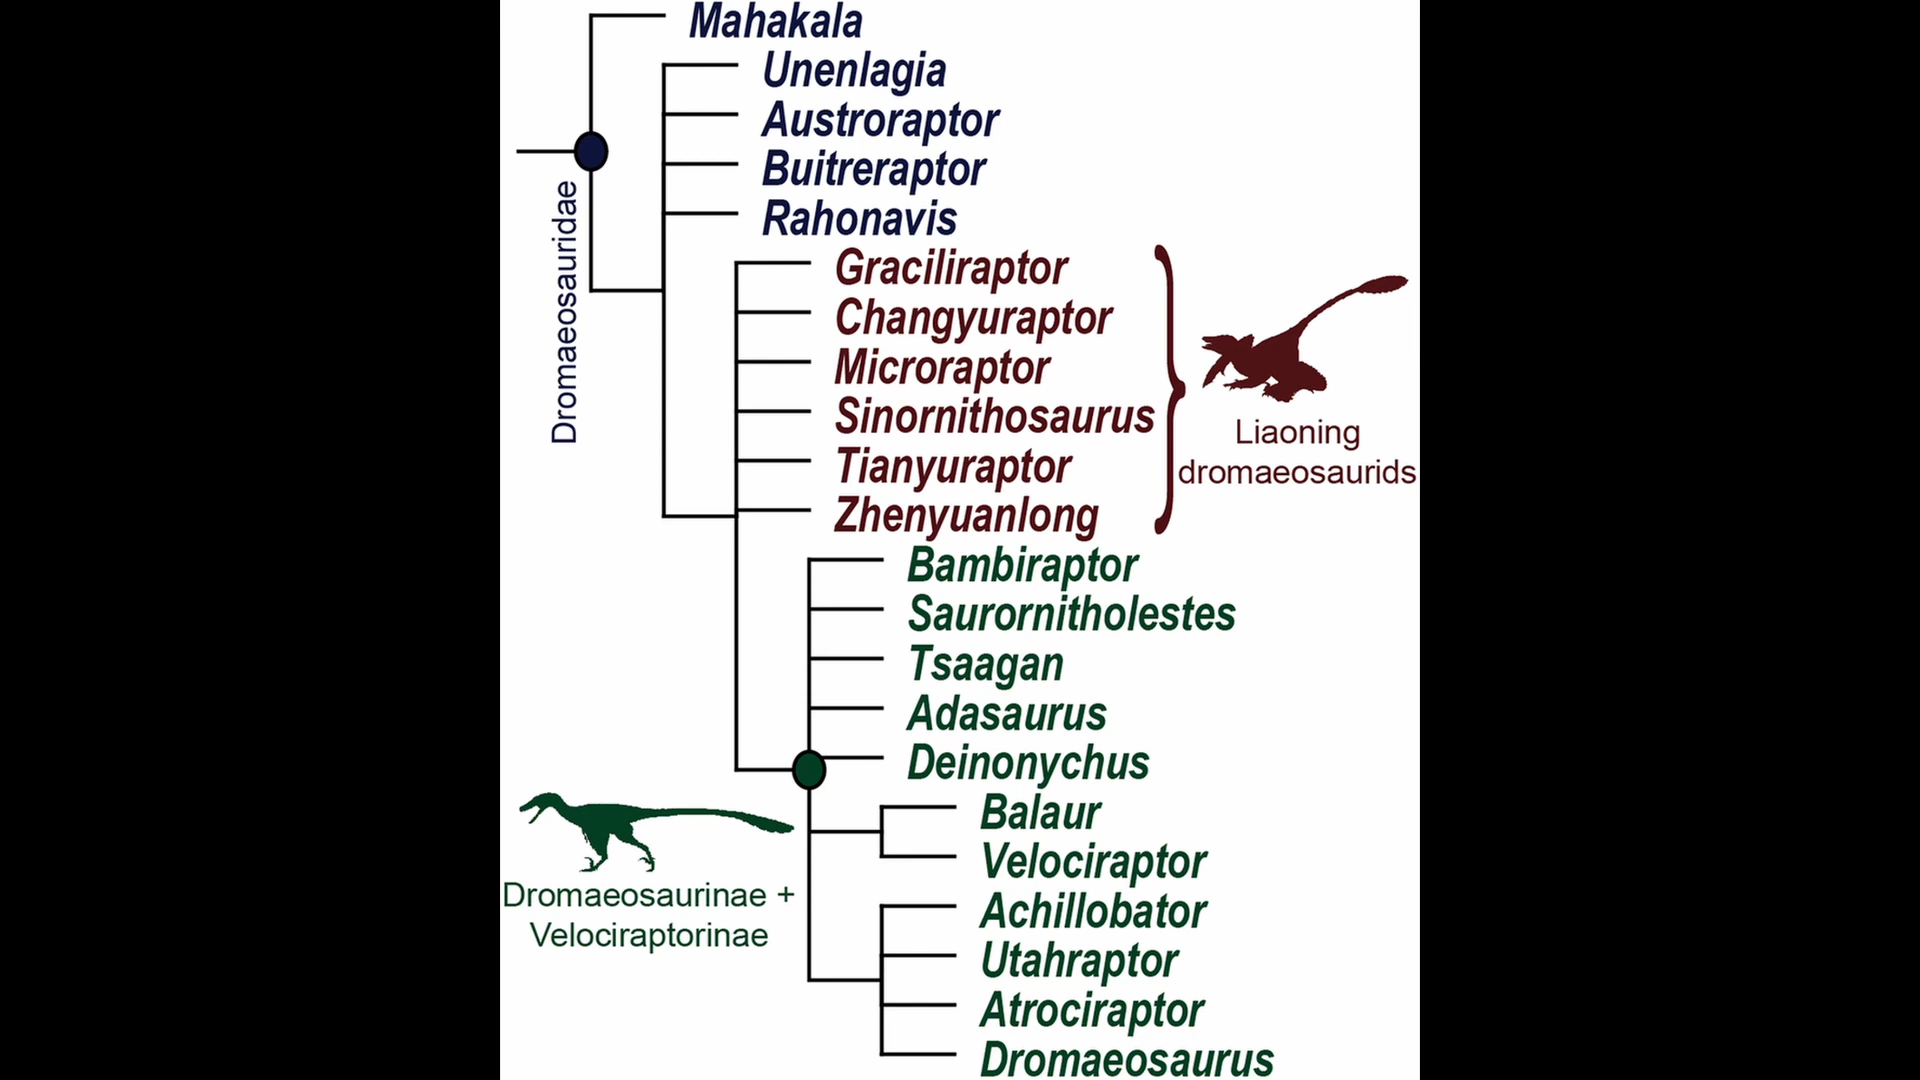 Mahakala
Unenlagia
Austroraptor
Buitreraptor
Rahonavis
Dromaeosauridae
Graciliraptor
Changyuraptor
Microraptor
Sinornithosaurus
Tianyuraptor
Zhenyuanlong
Liaoning
dromaeosaurids
Bambiraptor
Saurornitholestes
Tsaagan
Adasaurus
Deinonychus
Balaur
Velociraptor
Achillobator
Utahraptor
Atrociraptor
Dromaeosaurus
Dromaeosaurinae +
Velociraptorinae